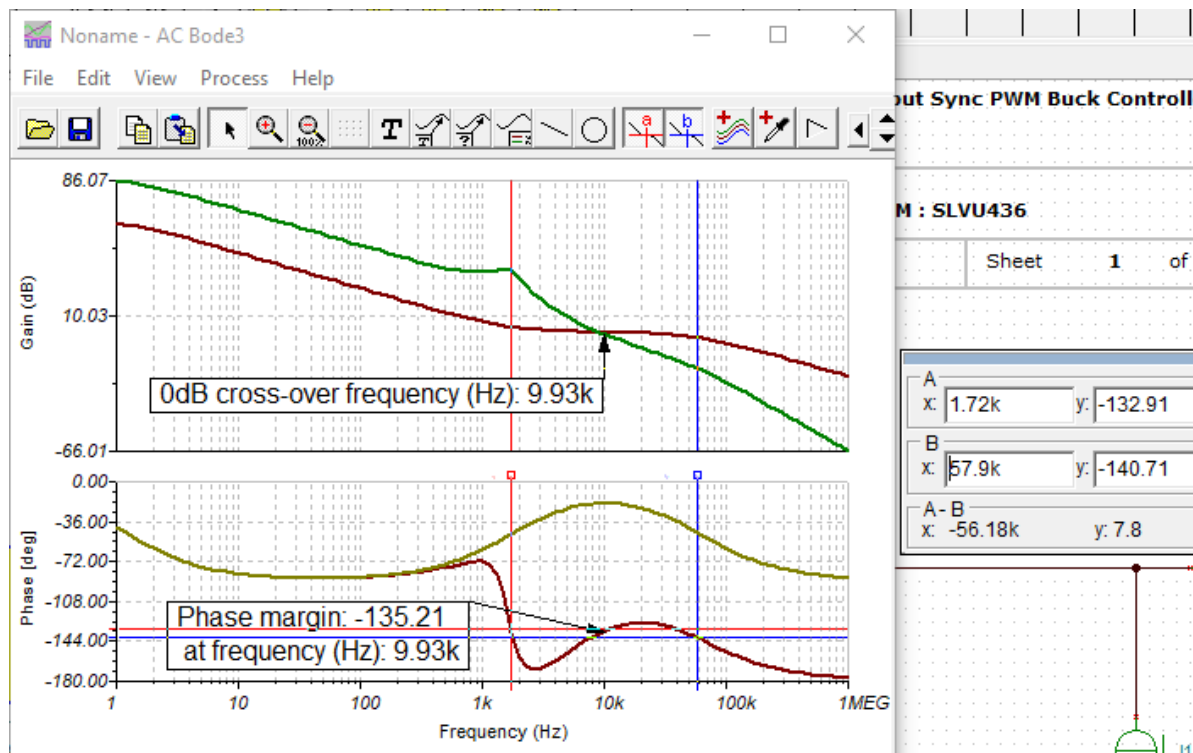 Noname - AC Bode3
File Edit View Process Help
T 100% T ? a b
86.07
10.03
-66.01
Gain (dB)
0dB cross-over frequency (Hz): 9.93k
0.00
-36.00
-72.00
-108.00
-144.00
-180.00
Phase [deg]
Phase margin: -135.21
at frequency (Hz): 9.93k
1 10 100 1k 10k 100k 1MEG
Frequency (Hz)
Sync PWM Buck
M : SLVU436
Sheet 1 of
A
x: 1.72k y: -132.91
B
x: 57.9k y: -140.71
A - B
x: -56.18k y: 7.8